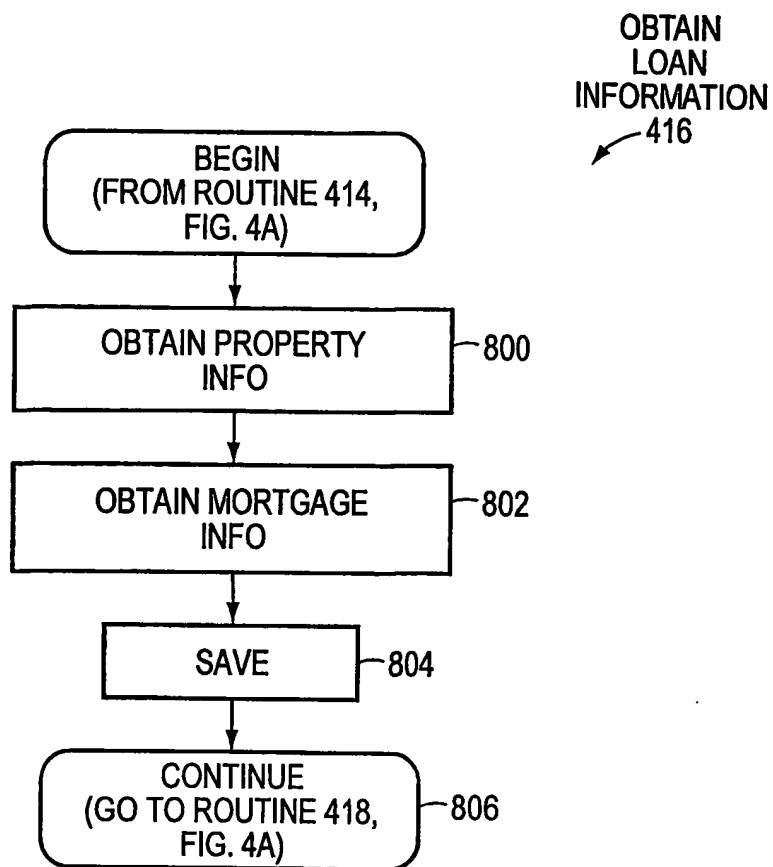 OBTAIN
LOAN
INFORMATION
416
BEGIN
(FROM ROUTINE 414,
FIG. 4A)
OBTAIN PROPERTY
INFO
800
OBTAIN MORTGAGE
INFO
802
SAVE
804
CONTINUE
(GO TO ROUTINE 418,
FIG. 4A)
806